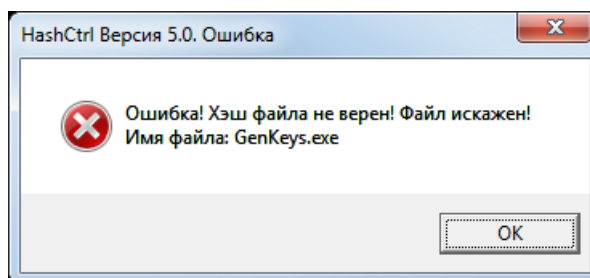 HashCtrl Версия 5.0. Ошибка
Ошибка! Хэш файла не верен! Файл искажен!
Имя файла: GenKeys.exe
OK